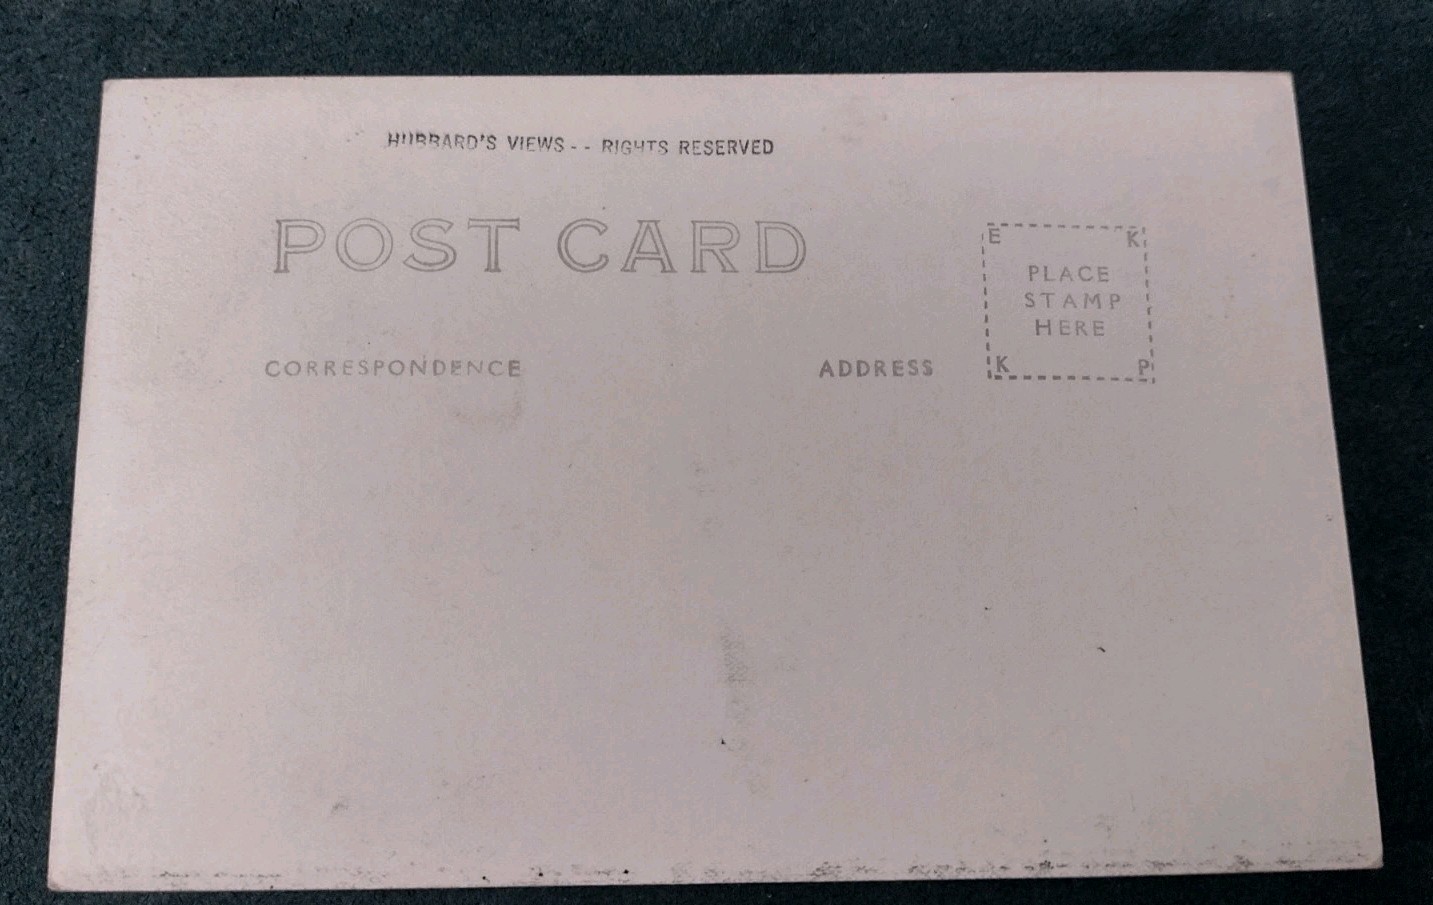 HUBBARD'S VIEWS - - RIGHTS RESERVED
POST CARD
E K
PLACE
STAMP
HERE
K P
CORRESPONDENCE
ADDRESS